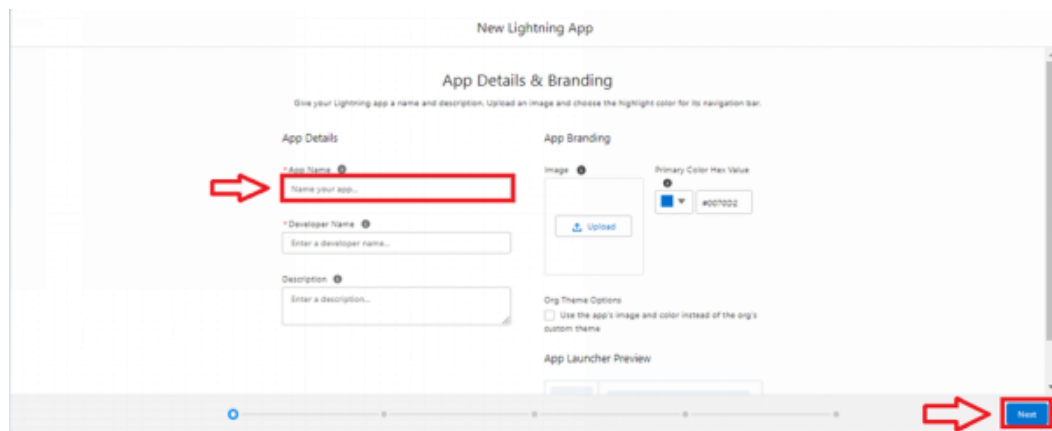 New Lightning App
App Details & Branding
Give your Lightning app a name and description. Upload an image and choose the highlight color for its navigation bar.
App Details
App Branding
* App Name
Name your app...
Image
Primary Color Hex Value
#0070D2
Upload
* Developer Name
Enter a developer name...
Description
Enter a description...
Org Theme Options
Use the app's image and color instead of the org's
custom theme
App Launcher Preview
Next